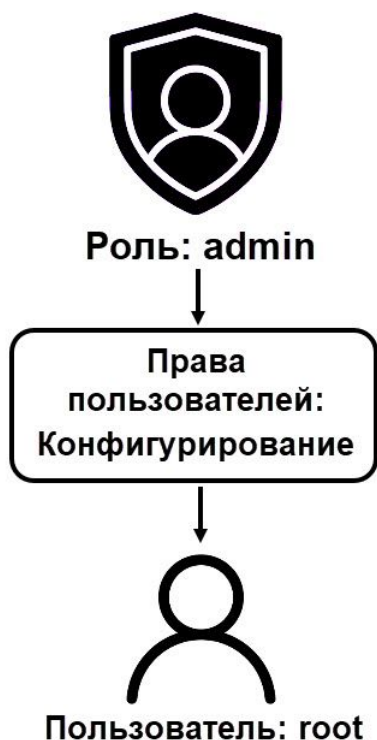 Роль: admin
Права
пользователей:
Конфигурирование
Пользователь: root